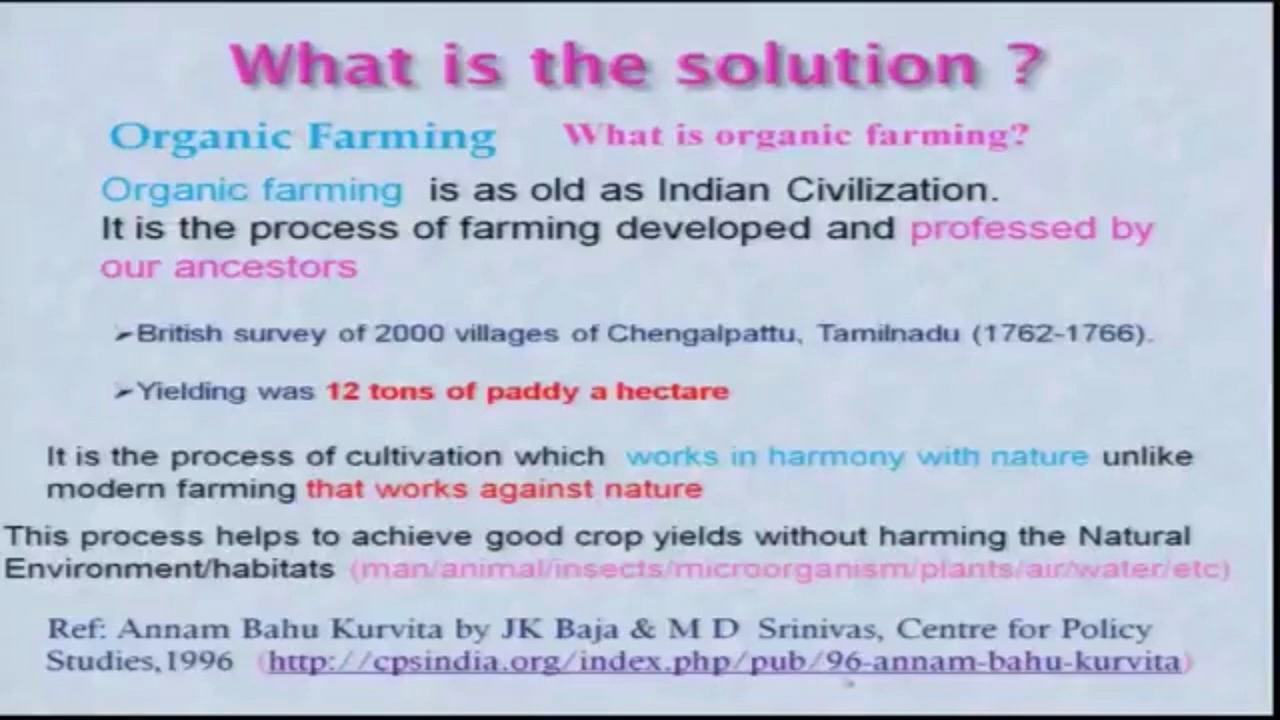 What is the solution ?
Organic Farming What is organic farming?
Organic farming is as old as Indian Civilization.
It is the process of farming developed and professed by
our ancestors
➢British survey of 2000 villages of Chengalpattu, Tamilnadu (1762-1766).
➢Yielding was 12 tons of paddy a hectare
It is the process of cultivation which works in harmony with nature unlike
modern farming that works against nature
This process helps to achieve good crop yields without harming the Natural
Environment/habitats (man/animal/insects/microorganism/plants/air/water/etc)
Ref: Annam Bahu Kurvita by JK Baja & M D Srinivas, Centre for Policy
Studies,1996 (http://cpsindia.org/index.php/pub/96-annam-bahu-kurvita)